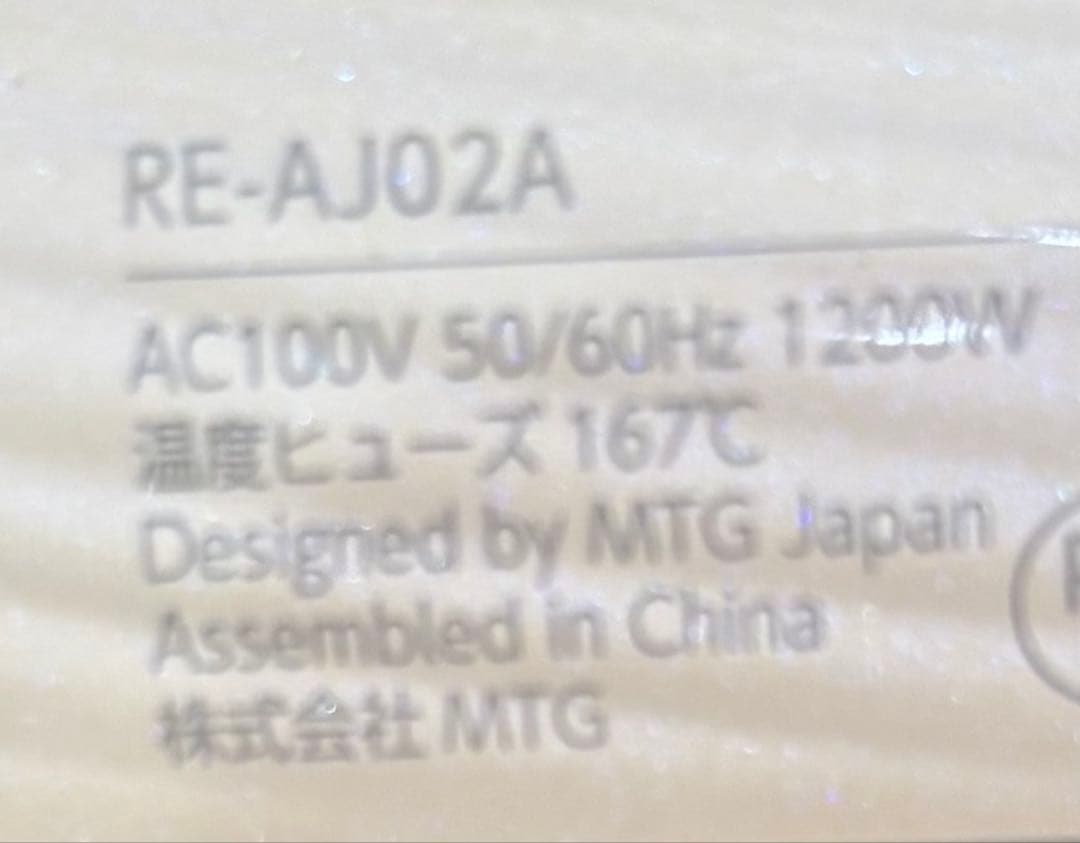 RE-AJ02A
AC100V 50/60Hz 1200W
温度ヒューズ 167℃
Designed by MTG Japan
Assembled in China
株式会社 MTG